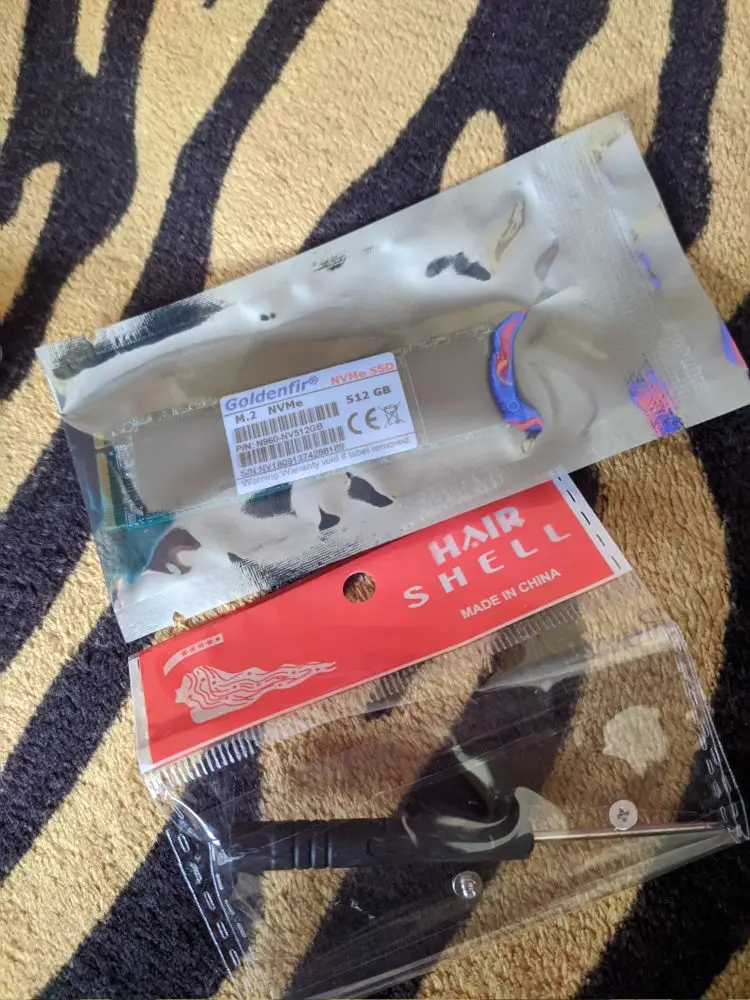 Goldenfir® NVMe SSD
M.2 NVMe 512 GB
P/N: N960-NV512GB
S/N:NV18091374286189
Warning Warranty void if label removed.
HAIR
SHELL
MADE IN CHINA